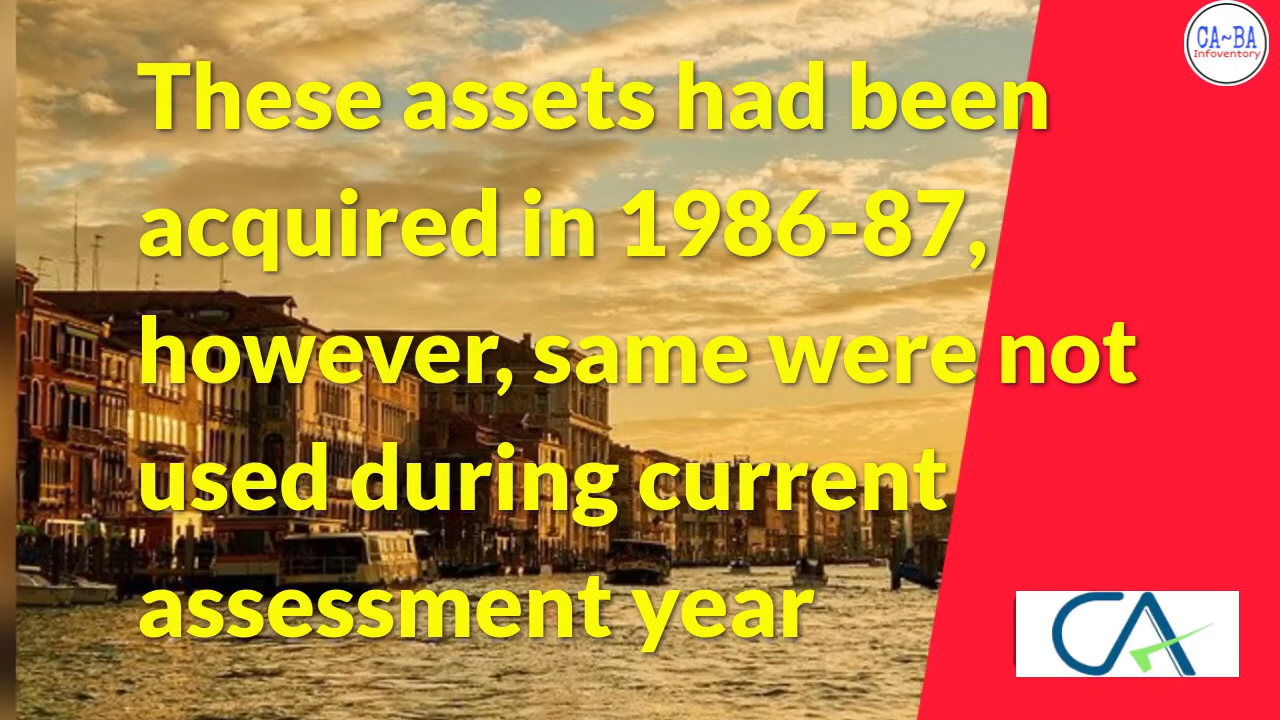 CA~BA
Infoventory
These assets had been
acquired in 1986-87,
however, same were not
used during current
assessment year
CA